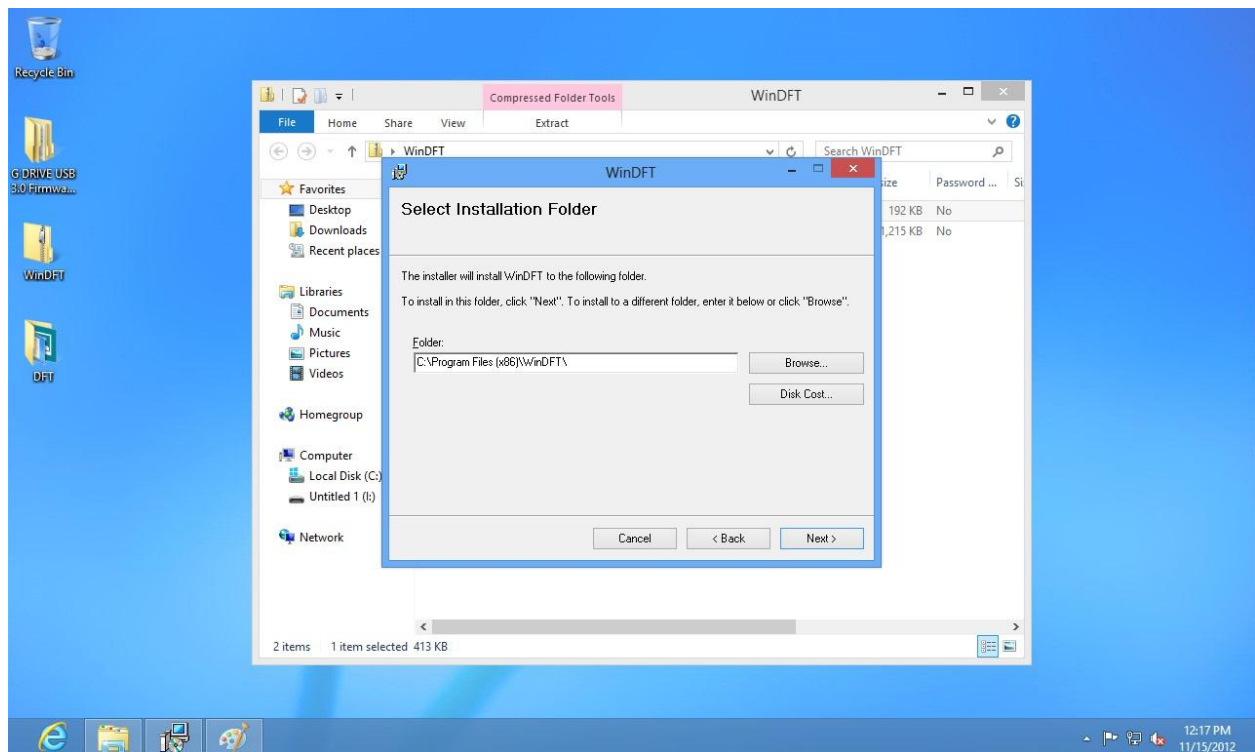 Recycle Bin
G DRIVE USB
3.0 Firmwa...
WinDFT
DFT
Compressed Folder Tools
WinDFT
File Home Share View Extract
WinDFT
Search WinDFT
Favorites
Desktop
Downloads
Recent places
Libraries
Documents
Music
Pictures
Videos
Homegroup
Computer
Local Disk (C:)
Untitled 1 (I:)
Network
size Password ... Si
192 KB No
1,215 KB No
WinDFT
Select Installation Folder
The installer will install WinDFT to the following folder.
To install in this folder, click "Next". To install to a different folder, enter it below or click "Browse".
Folder:
C:\Program Files (x86)\WinDFT\
Browse...
Disk Cost...
Cancel < Back Next >
2 items 1 item selected 413 KB
12:17 PM
11/15/2012